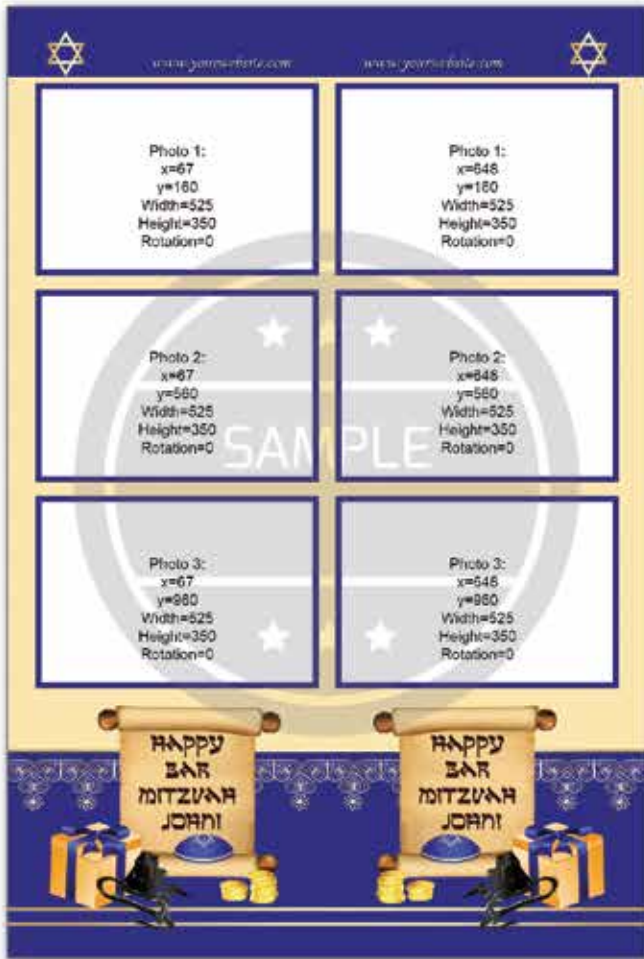 www.yourwebsite.com www.yourwebsite.com
Photo 1:
x=67
y=160
Width=525
Height=350
Rotation=0
Photo 1:
x=648
y=160
Width=525
Height=350
Rotation=0
Photo 2:
x=67
y=560
Width=525
Height=350
Rotation=0
Photo 2:
x=648
y=560
Width=525
Height=350
Rotation=0
SAMPLE
Photo 3:
x=67
y=960
Width=525
Height=350
Rotation=0
Photo 3:
x=648
y=960
Width=525
Height=350
Rotation=0
HAPPY
BAR
MITZVAH
JOHN!
HAPPY
BAR
MITZVAH
JOHN!